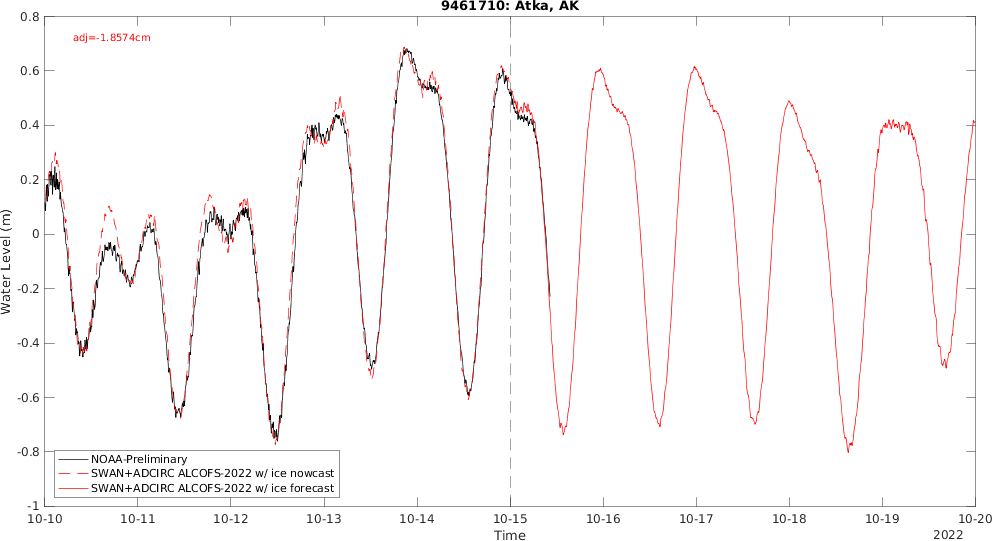 9461710: Atka, AK
adj=-1.8574cm
0.8
0.6
0.4
0.2
0
-0.2
-0.4
-0.6
-0.8
-1
Water Level (m)
NOAA-Preliminary
SWAN+ADCIRC ALCOFS-2022 w/ ice nowcast
SWAN+ADCIRC ALCOFS-2022 w/ ice forecast
10-10 10-11 10-12 10-13 10-14 10-15 10-16 10-17 10-18 10-19 10-20
Time
2022